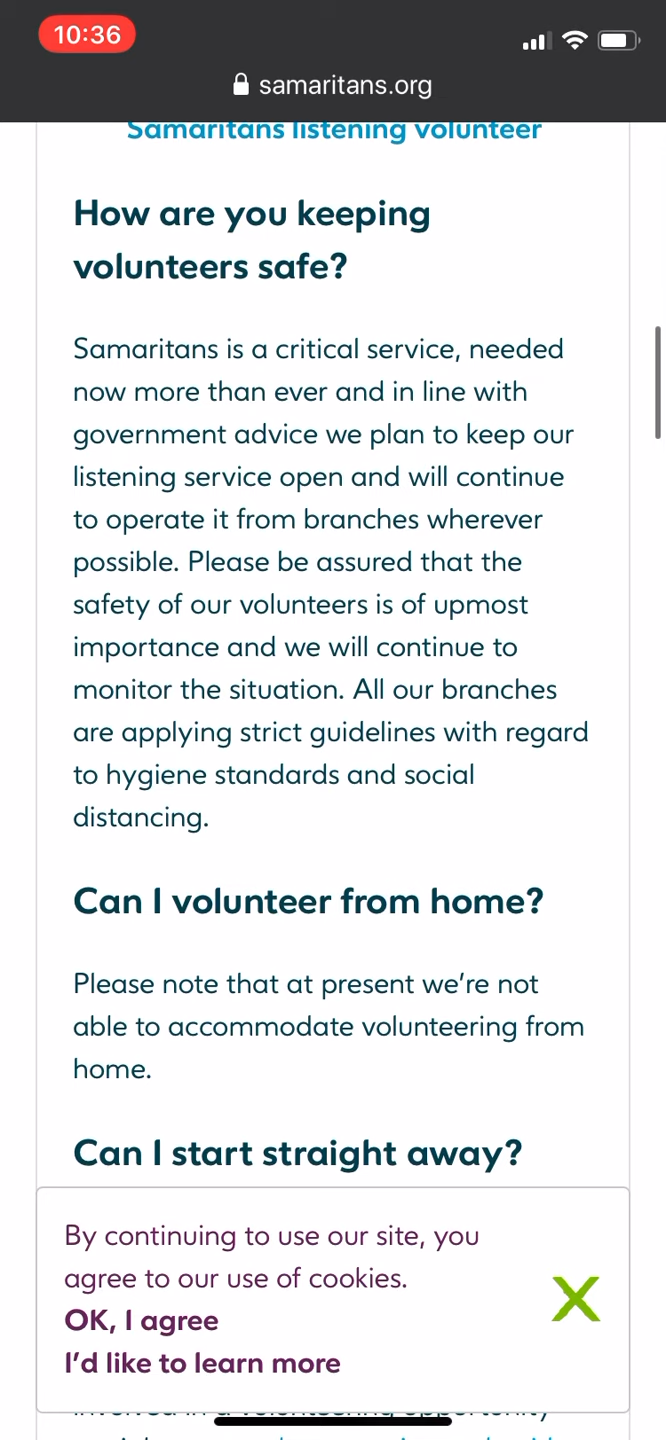 10:36
samaritans.org
Samaritans listening volunteer
How are you keeping
volunteers safe?
Samaritans is a critical service, needed
now more than ever and in line with
government advice we plan to keep our
listening service open and will continue
to operate it from branches wherever
possible. Please be assured that the
safety of our volunteers is of upmost
importance and we will continue to
monitor the situation. All our branches
are applying strict guidelines with regard
to hygiene standards and social
distancing.
Can I volunteer from home?
Please note that at present we're not
able to accommodate volunteering from
home.
Can I start straight away?
By continuing to use our site, you
agree to our use of cookies.
OK, I agree
I'd like to learn more
X